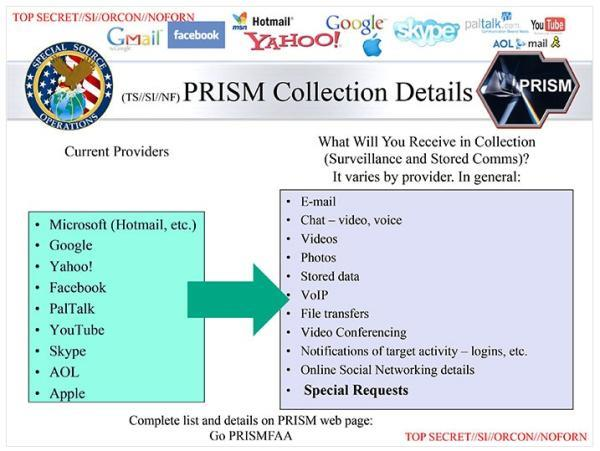 TOP SECRET//SI//ORCON//NOFORN
Gmail
by Google
facebook
msn
Hotmail
YAHOO!
Google
skype
paltalk.com
YouTube
AOL mail
SPECIAL SOURCE
OPERATIONS
(TS//SI//NF) PRISM Collection Details
PRISM
Current Providers
What Will You Receive in Collection
(Surveillance and Stored Comms)?
It varies by provider. In general:
• Microsoft (Hotmail, etc.)
• Google
• Yahoo!
• Facebook
• PalTalk
• YouTube
• Skype
• AOL
• Apple
• E-mail
• Chat – video, voice
• Videos
• Photos
• Stored data
• VoIP
• File transfers
• Video Conferencing
• Notifications of target activity – logins, etc.
• Online Social Networking details
• Special Requests
Complete list and details on PRISM web page:
Go PRISMFAA
TOP SECRET//SI//ORCON//NOFORN